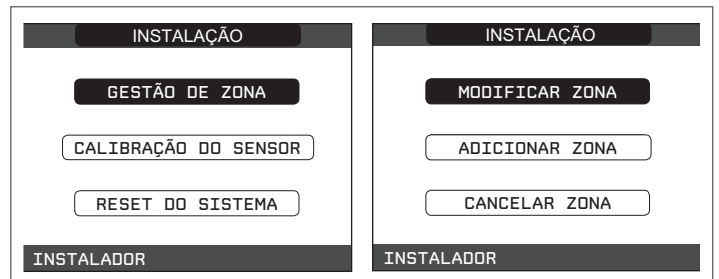 INSTALAÇÃO
GESTÃO DE ZONA
CALIBRAÇÃO DO SENSOR
RESET DO SISTEMA
INSTALADOR
INSTALAÇÃO
MODIFICAR ZONA
ADICIONAR ZONA
CANCELAR ZONA
INSTALADOR